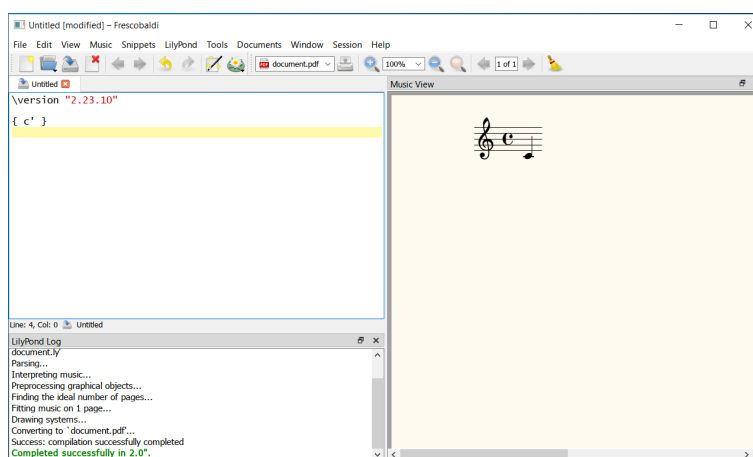 Untitled [modified] – Frescobaldi
File Edit View Music Snippets LilyPond Tools Documents Window Session Help
document.pdf 100% 1 of 1
Untitled
Music View
\version "2.23.10"
{ c' }
Line: 4, Col: 0 Untitled
LilyPond Log
document.ly'
Parsing...
Interpreting music...
Preprocessing graphical objects...
Finding the ideal number of pages...
Fitting music on 1 page...
Drawing systems...
Converting to `document.pdf'...
Success: compilation successfully completed
Completed successfully in 2.0".